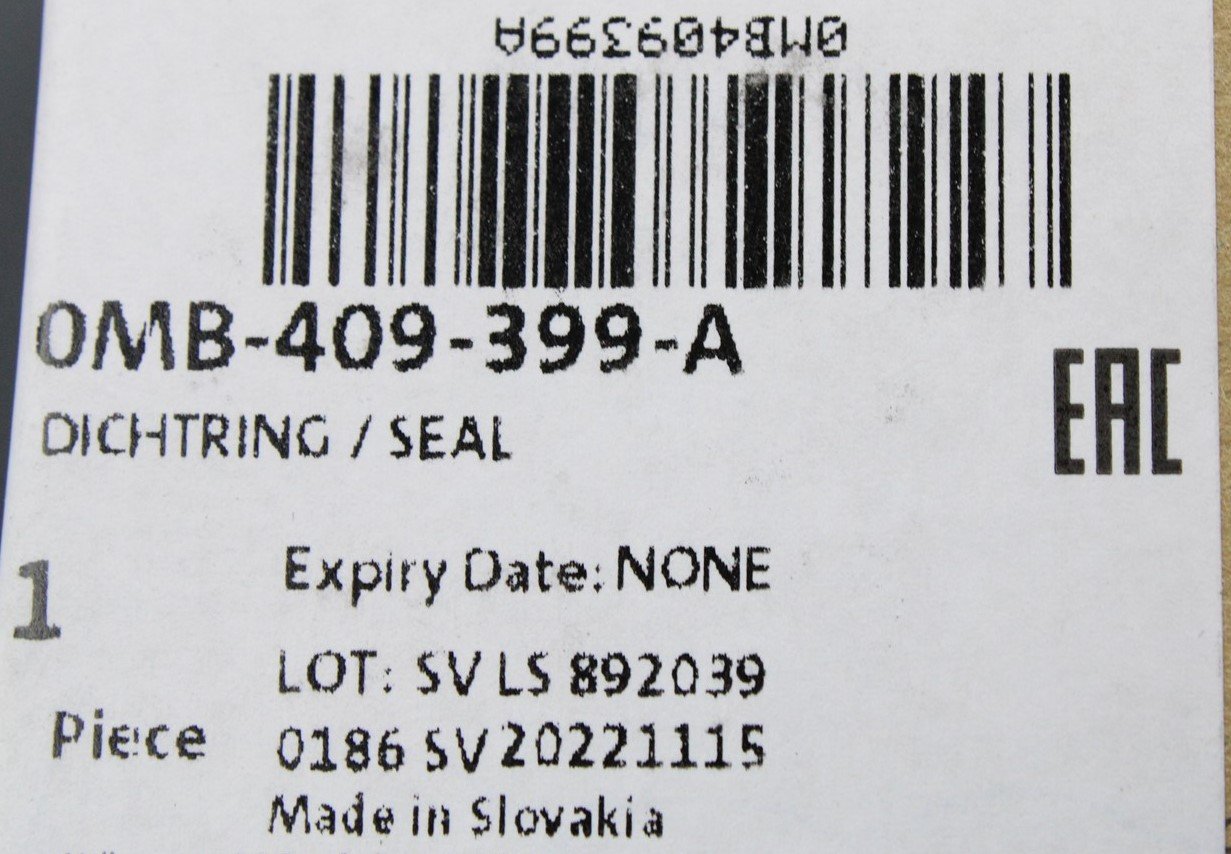 0MB409399A
0MB-409-399-A
DICHTRING / SEAL
EAC
1
Expiry Date: NONE
LOT: SV LS 892039
Piece
0186 SV 20221115
Made in Slovakia